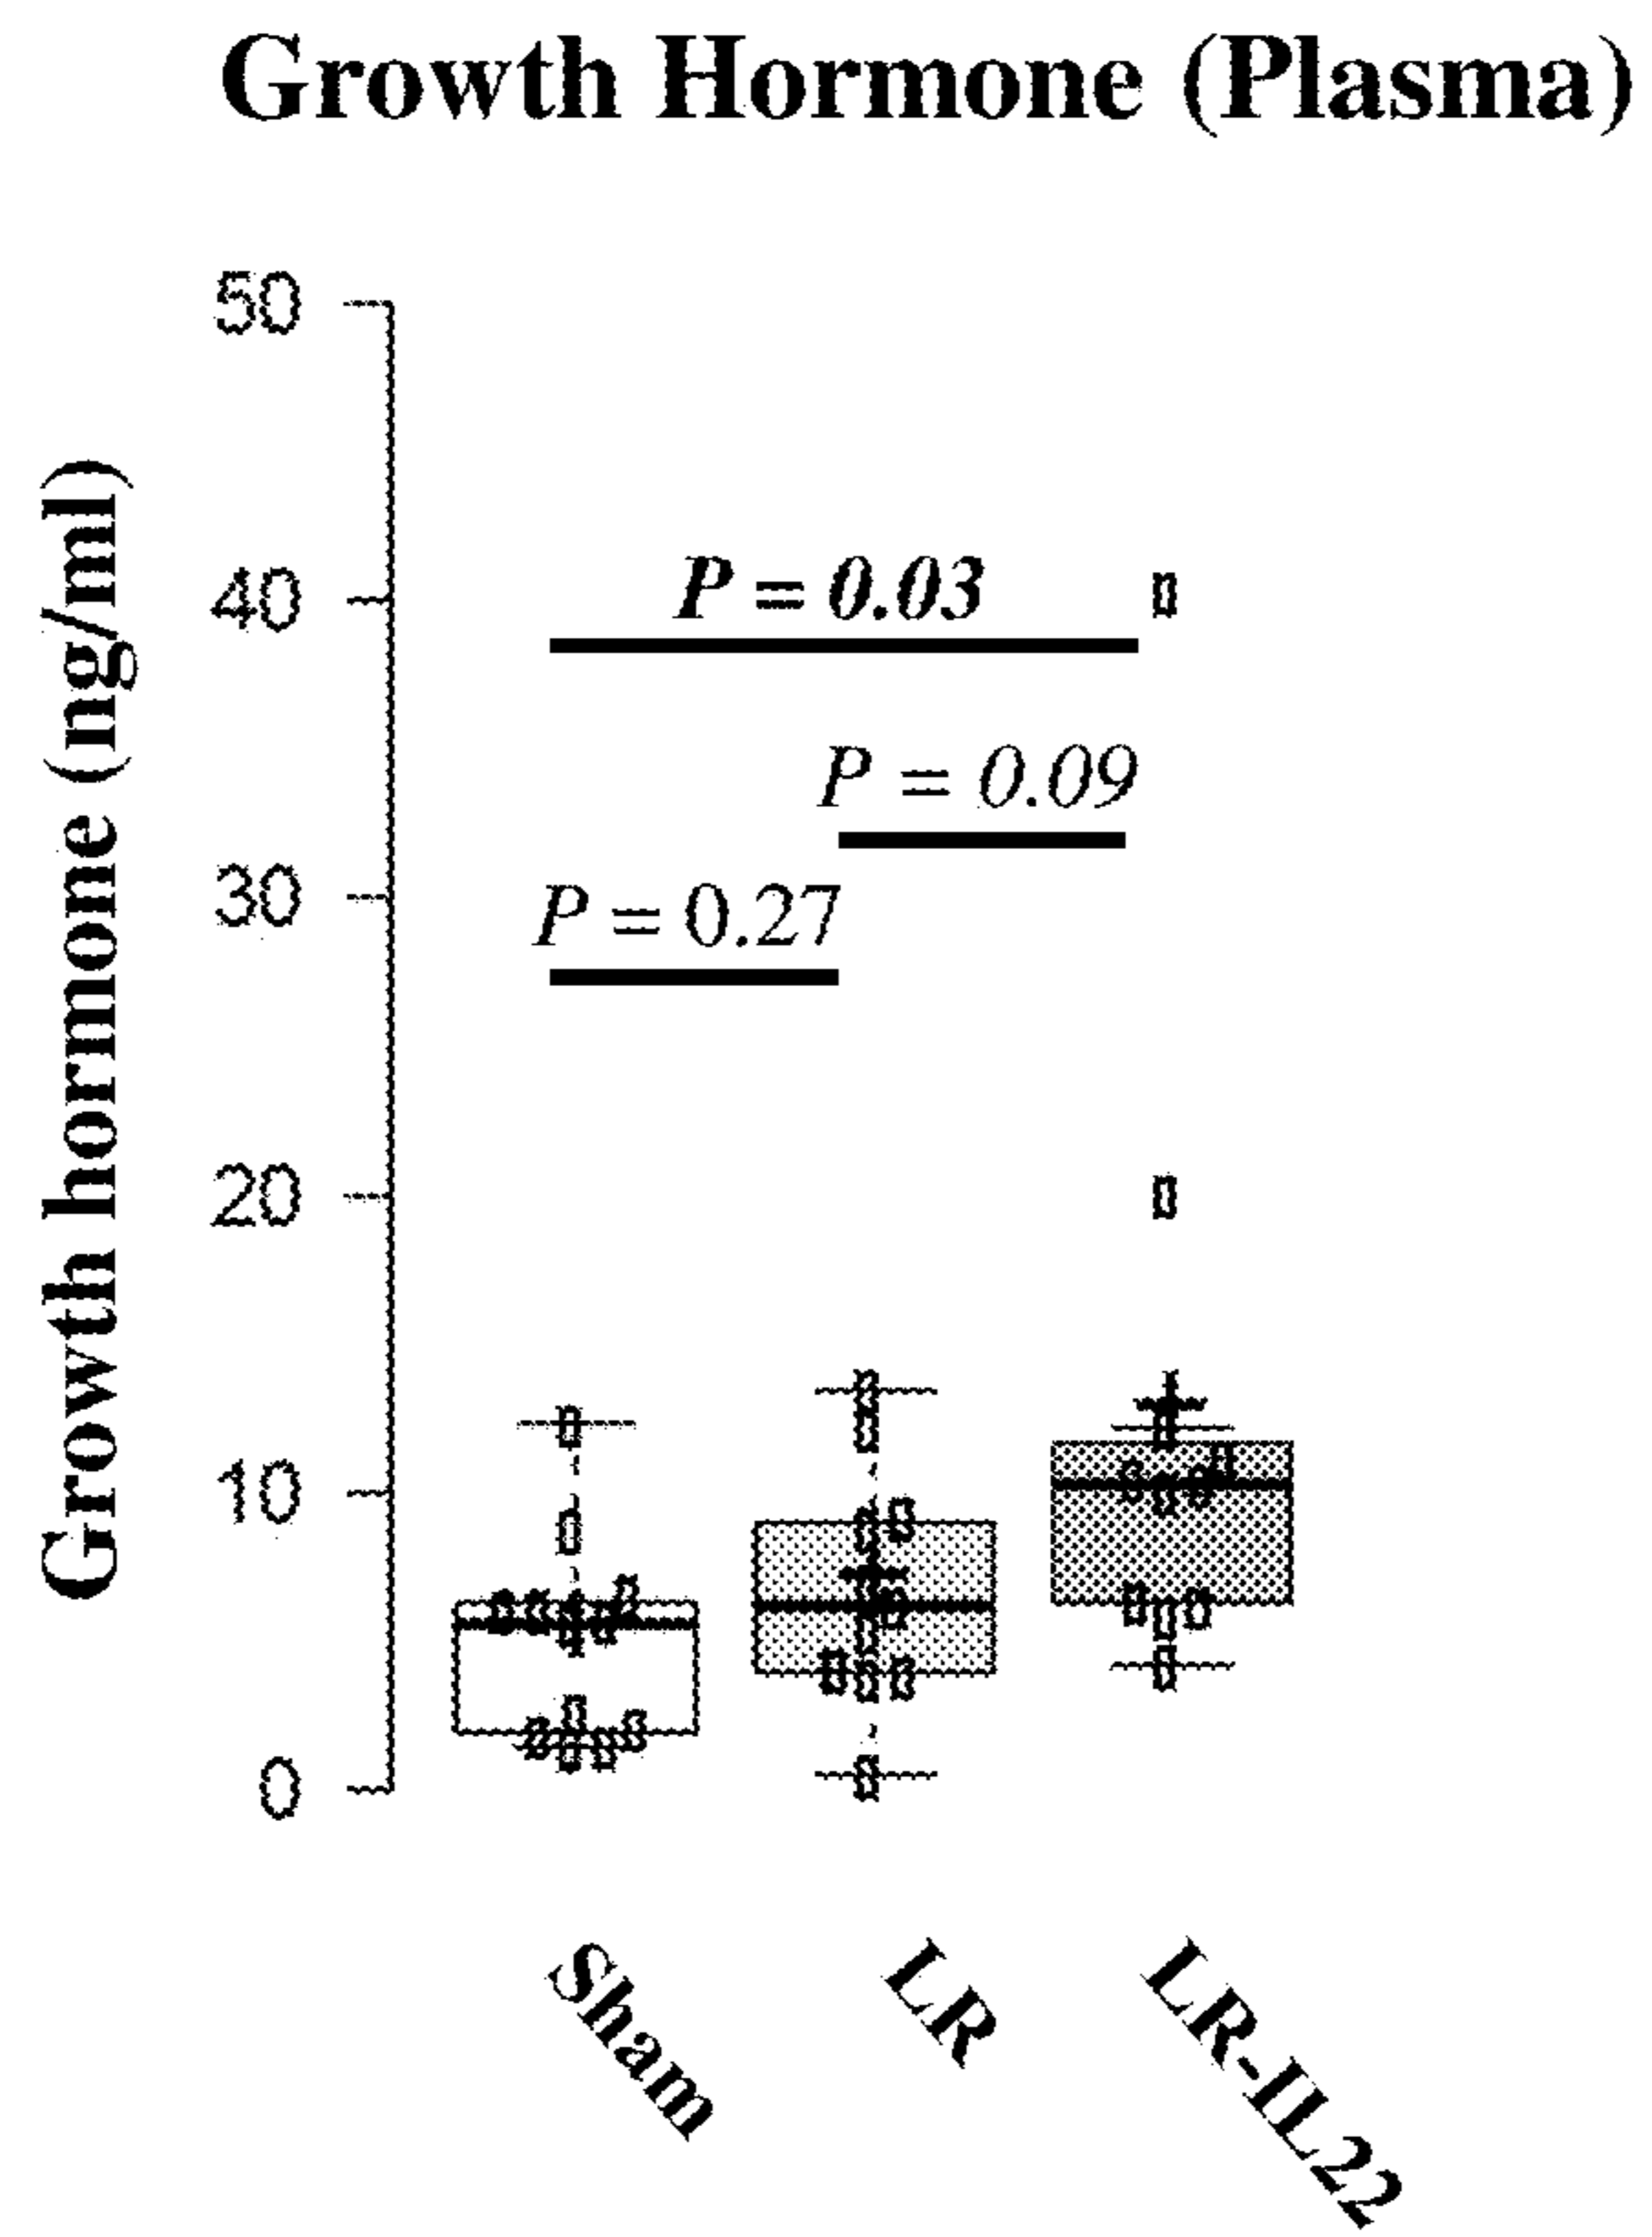 Growth Hormone (Plasma)
Growth hormone (ng/ml)
50
40
30
20
10
0
P = 0.03
P = 0.09
P = 0.27
Sham
LR
LR-IL22